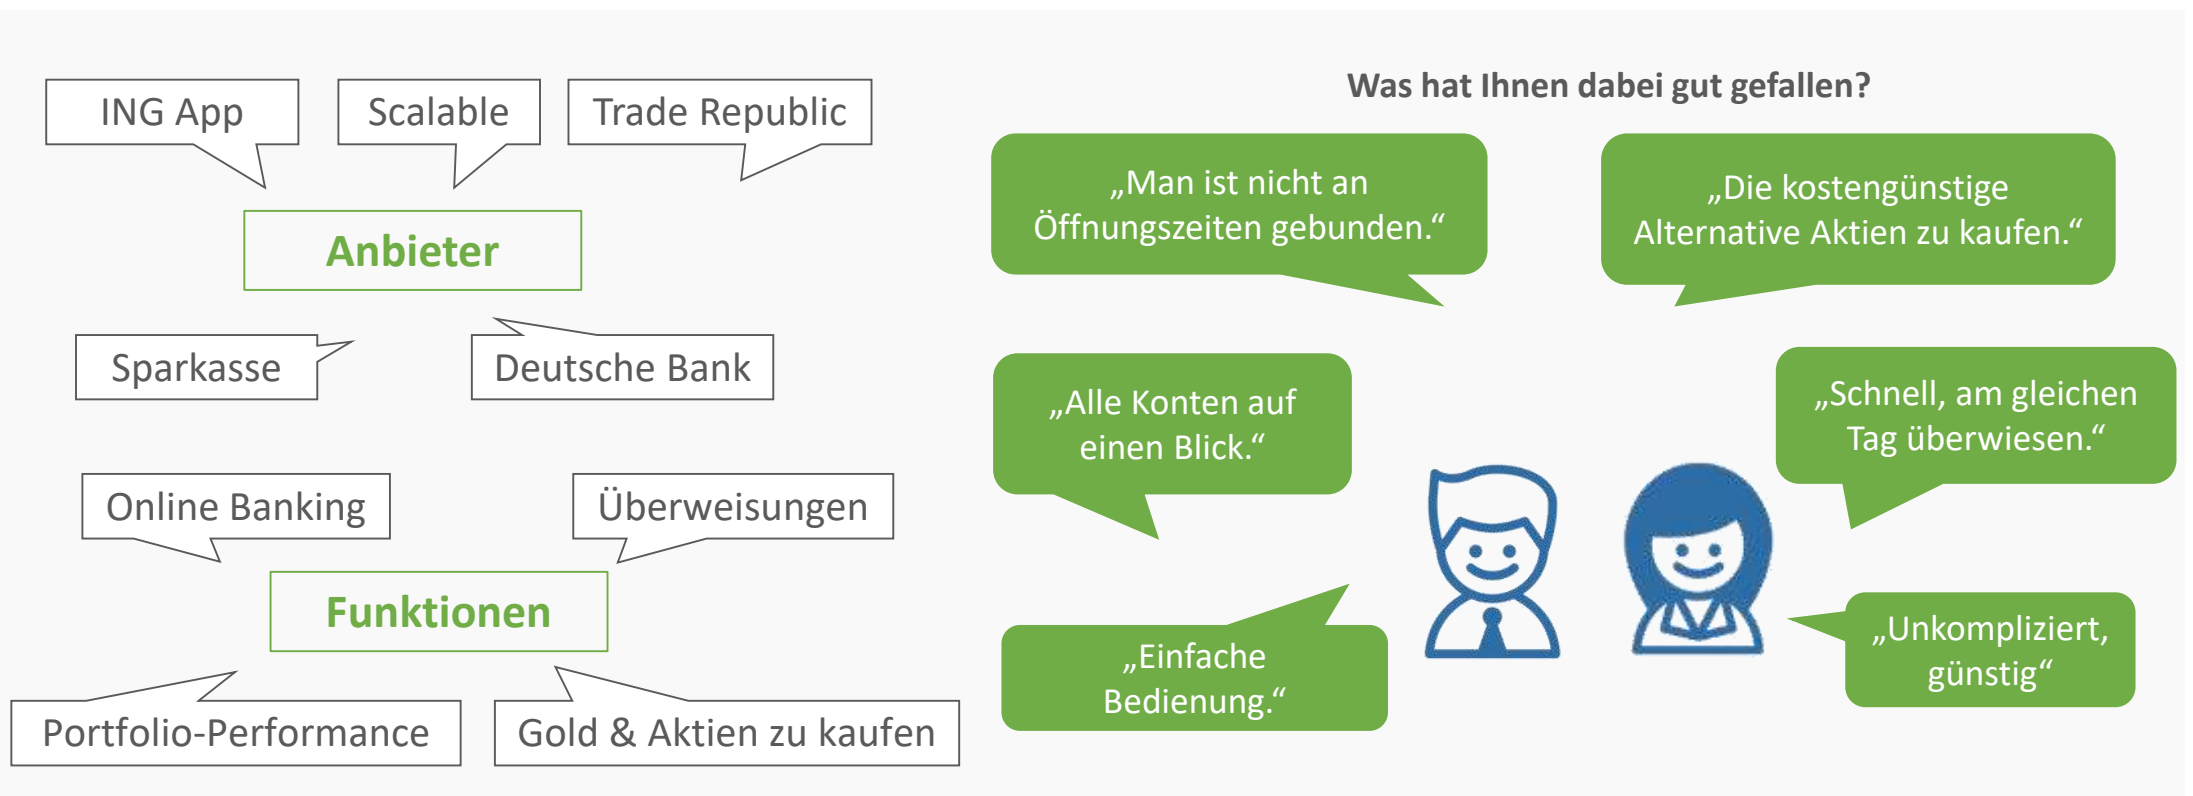 ING App
Scalable
Trade Republic
Anbieter
Sparkasse
Deutsche Bank
Online Banking
Überweisungen
Funktionen
Portfolio-Performance
Gold & Aktien zu kaufen
Was hat Ihnen dabei gut gefallen?
„Man ist nicht an
Öffnungszeiten gebunden.“
„Die kostengünstige
Alternative Aktien zu kaufen.“
„Alle Konten auf
einen Blick.“
„Schnell, am gleichen
Tag überwiesen.“
„Einfache
Bedienung.“
„Unkompliziert,
günstig“